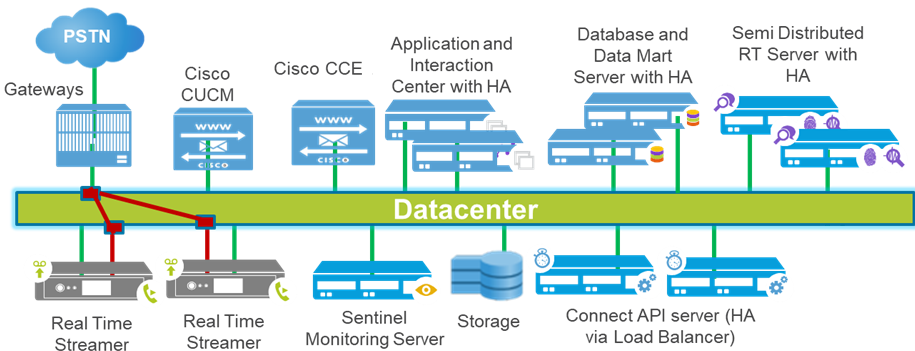 PSTN
Gateways
Cisco
CUCM
WWW
CISCO
Cisco CCE
WWW
CISCO
Application and
Interaction
Center with HA
Database and
Data Mart
Server with HA
Semi Distributed
RT Server with
HA
Datacenter
Real Time
Streamer
Real Time
Streamer
Sentinel
Monitoring Server
Storage
Connect API server (HA
via Load Balancer)